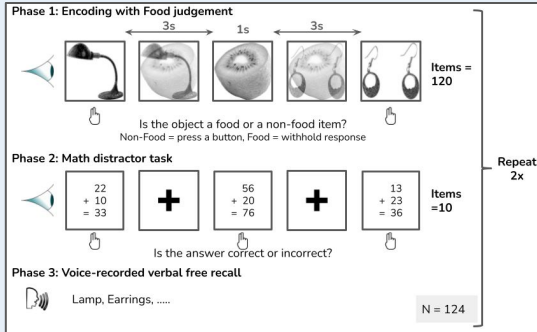 Phase 1: Encoding with Food judgement
3s
1s
3s
Items =
120
Is the object a food or a non-food item?
Non-Food = press a button, Food = withhold response
Phase 2: Math distractor task
22
+ 10
= 33
+
56
+ 20
= 76
+
13
+ 23
= 36
Items
=10
Is the answer correct or incorrect?
Phase 3: Voice-recorded verbal free recall
Lamp, Earrings, .....
N = 124
Repeat
2x